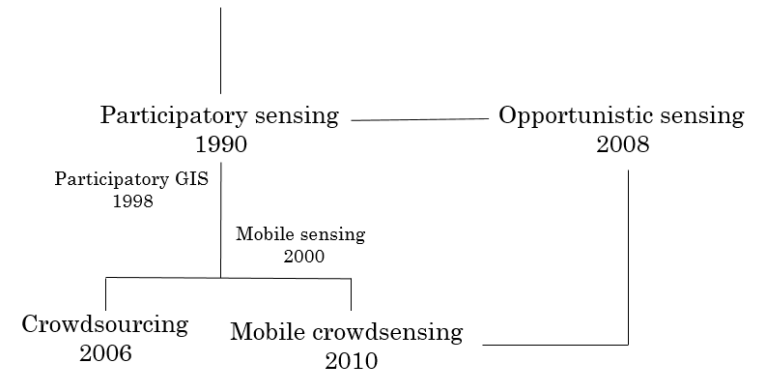 Participatory sensing
1990
Opportunistic sensing
2008
Participatory GIS
1998
Mobile sensing
2000
Crowdsourcing
2006
Mobile crowdsensing
2010